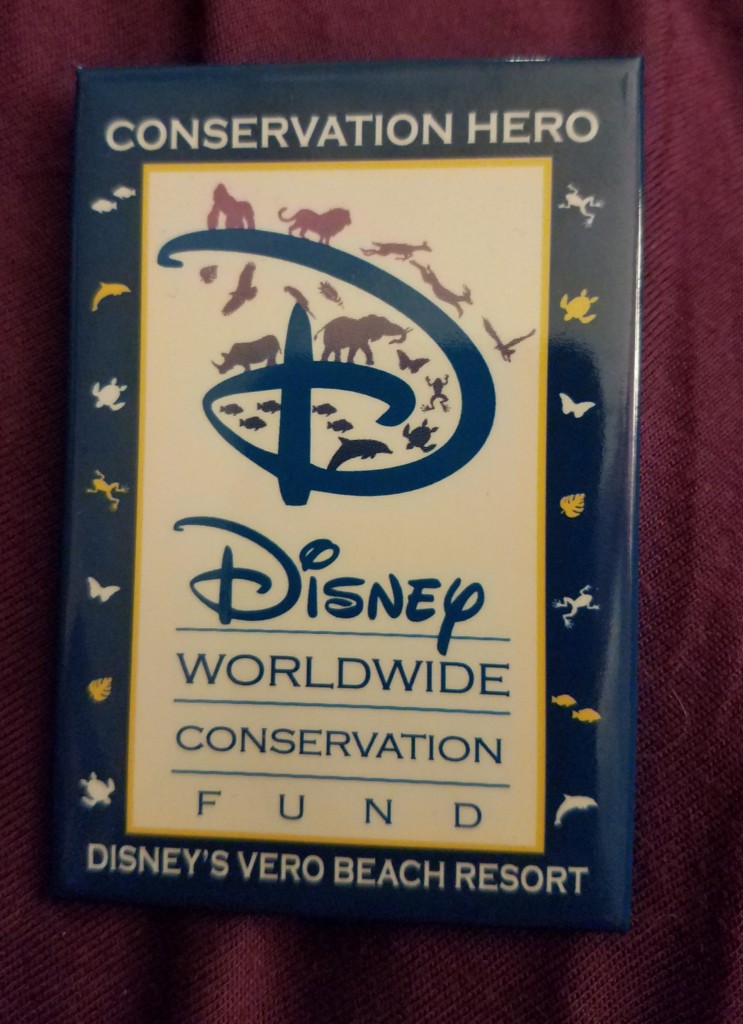 CONSERVATION HERO
D
DISNEY
WORLDWIDE
CONSERVATION
FUND
DISNEY'S VERO BEACH RESORT